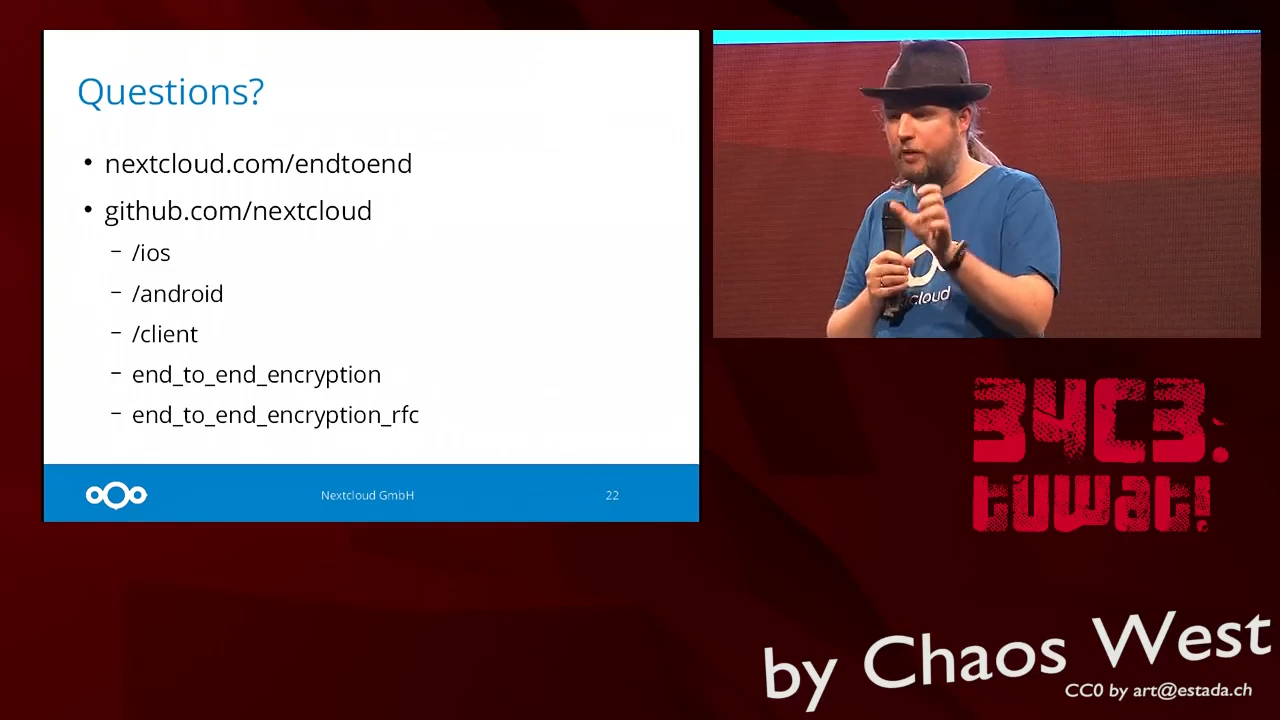 Questions?
• nextcloud.com/endtoend
• github.com/nextcloud
– /ios
– /android
– /client
– end_to_end_encryption
– end_to_end_encryption_rfc
Nextcloud GmbH
22
cloud
34C3:
tuwat!
by Chaos West
CC0 by art@estada.ch